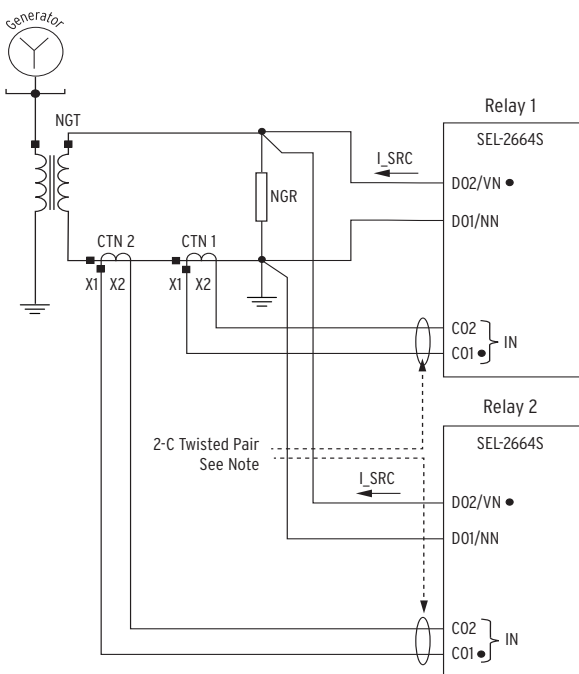 Generator
NGT
Relay 1
SEL-2664S
I_SRC
D02/VN ●
NGR
D01/NN
CTN 2
CTN 1
X1 X2
X1 X2
C02
IN
C01 ●
Relay 2
2-C Twisted Pair
See Note
SEL-2664S
I_SRC
D02/VN ●
D01/NN
C02
IN
C01 ●